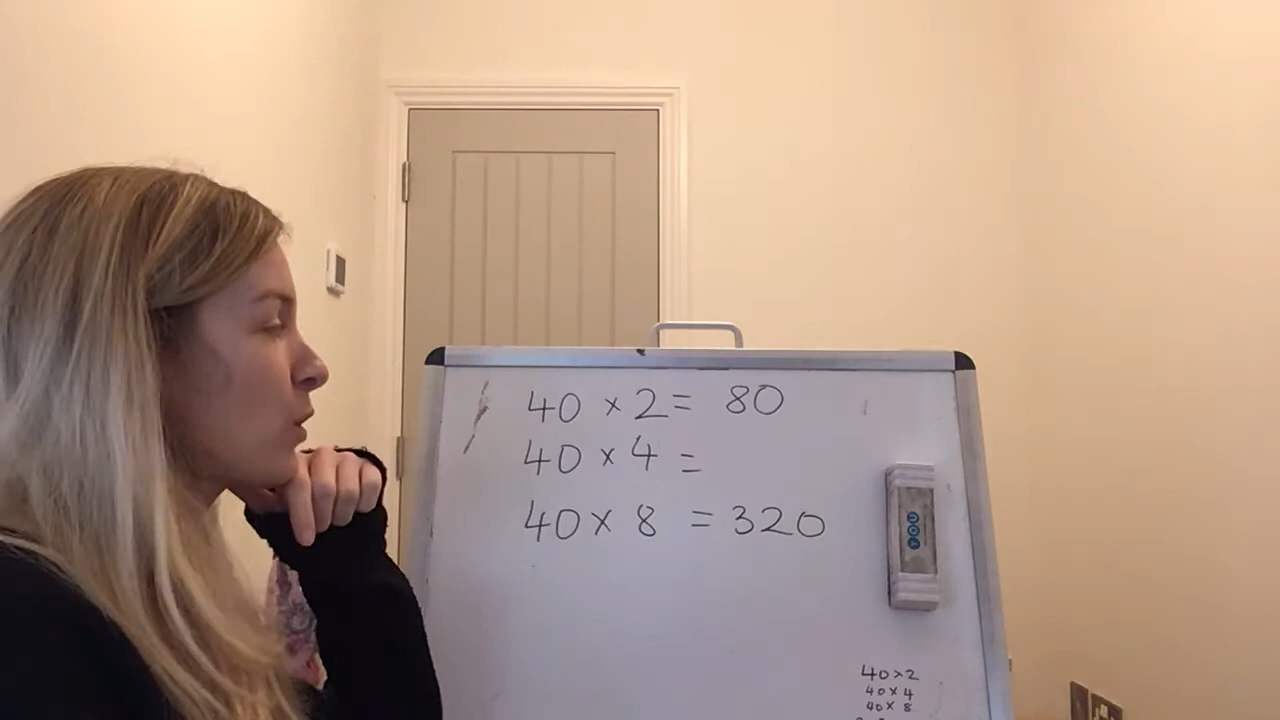 40 × 2 = 80
40 × 4 =
40 × 8 = 320
40×2
40×4
40×8